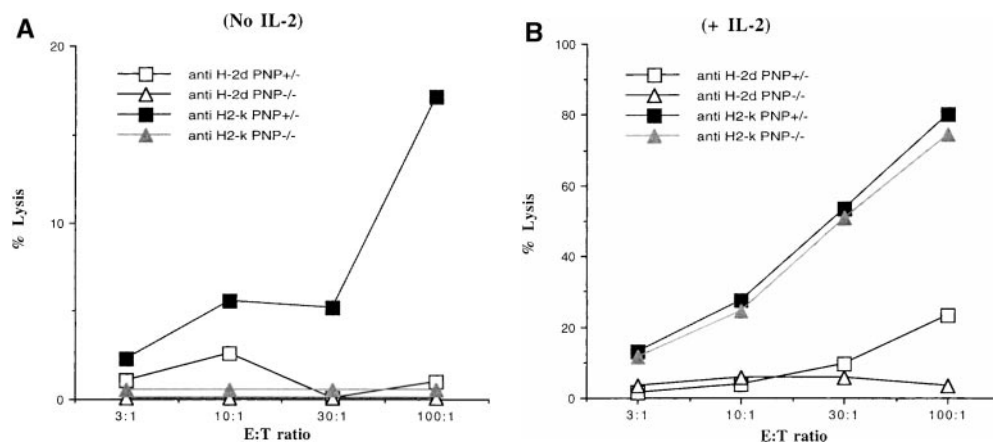 A
(No IL-2)
20
10
0
% Lysis
anti H-2d PNP+/-
anti H-2d PNP-/-
anti H2-k PNP+/-
anti H2-k PNP-/-
3:1
10:1
30:1
100:1
E:T ratio
B
(+ IL-2)
100
80
60
40
20
0
% Lysis
anti H-2d PNP+/-
anti H-2d PNP-/-
anti H2-k PNP+/-
anti H2-k PNP-/-
3:1
10:1
30:1
100:1
E:T ratio